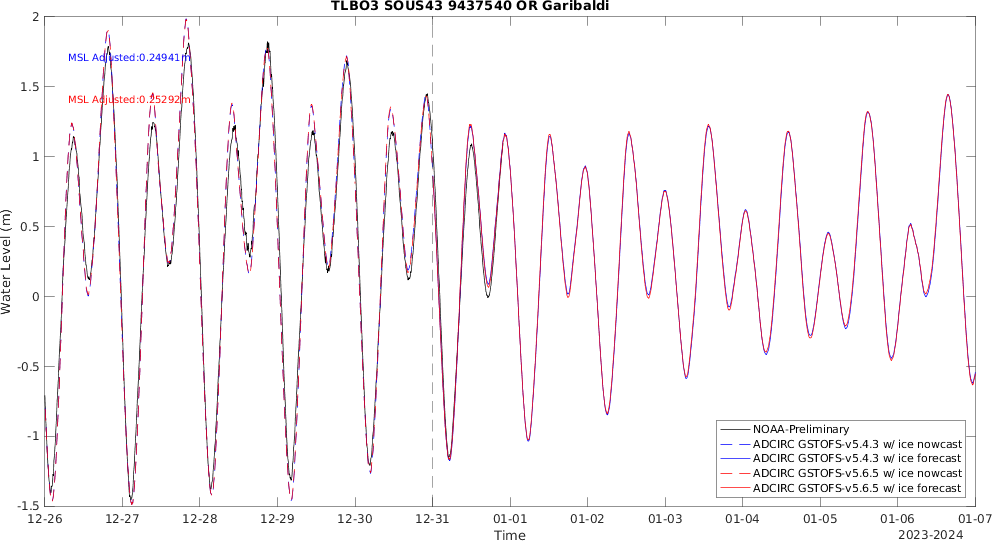 TLBO3 SOUS43 9437540 OR Garibaldi
MSL Adjusted:0.24941m
MSL Adjusted:0.25292m
Water Level (m)
2
1.5
1
0.5
0
-0.5
-1
-1.5
12-26 12-27 12-28 12-29 12-30 12-31 01-01 01-02 01-03 01-04 01-05 01-06 01-07
Time
2023-2024
NOAA-Preliminary
ADCIRC GSTOFS-v5.4.3 w/ ice nowcast
ADCIRC GSTOFS-v5.4.3 w/ ice forecast
ADCIRC GSTOFS-v5.6.5 w/ ice nowcast
ADCIRC GSTOFS-v5.6.5 w/ ice forecast